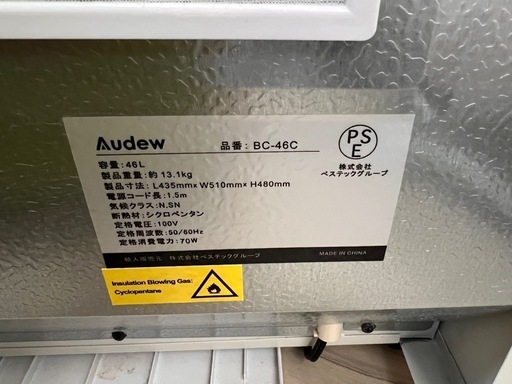 Audew
品番: BC-46C
容量: 46L
製品重量: 約 13.1kg
製品寸法: L435mm× W510mm× H480mm
電源コード長: 1.5m
気候クラス: N,SN
断熱材: シクロペンタン
定格電圧: 100V
定格周波数: 50/60Hz
定格消費電力: 70W
輸入販売元: 株式会社ベステックグループ
PSE
株式会社
ベステックグループ
MADE IN CHINA
Insulation Blowing Gas:
Cyclopentane